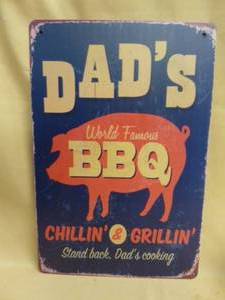 DAD'S
World Famous
BBQ
CHILLIN' & GRILLIN'
Stand back. Dad's cooking